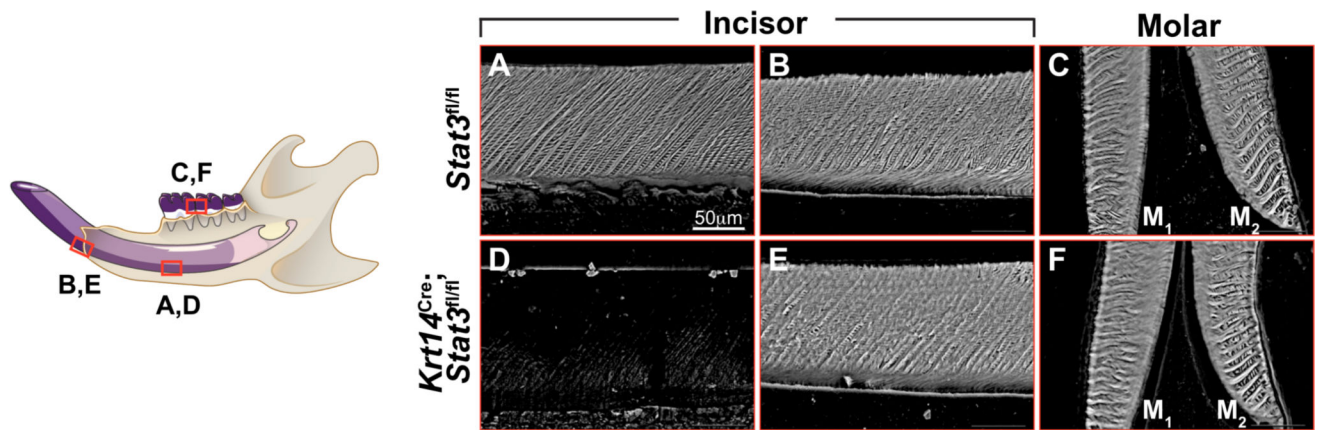 Incisor
Molar
A
B
C
C,F
Stat3fl/fl
50μm
M1
M2
B,E
A,D
D
E
F
Krt14Cre;
Stat3fl/fl
M1
M2